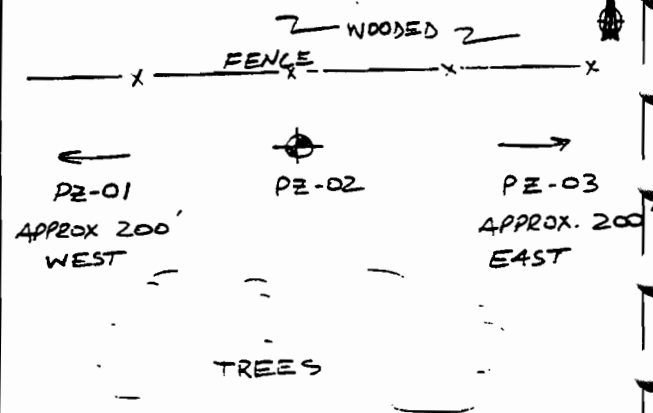 WOODED
FENCE
PZ-01
APPROX 200'
WEST
PZ-02
PZ-03
APPROX. 200'
EAST
TREES